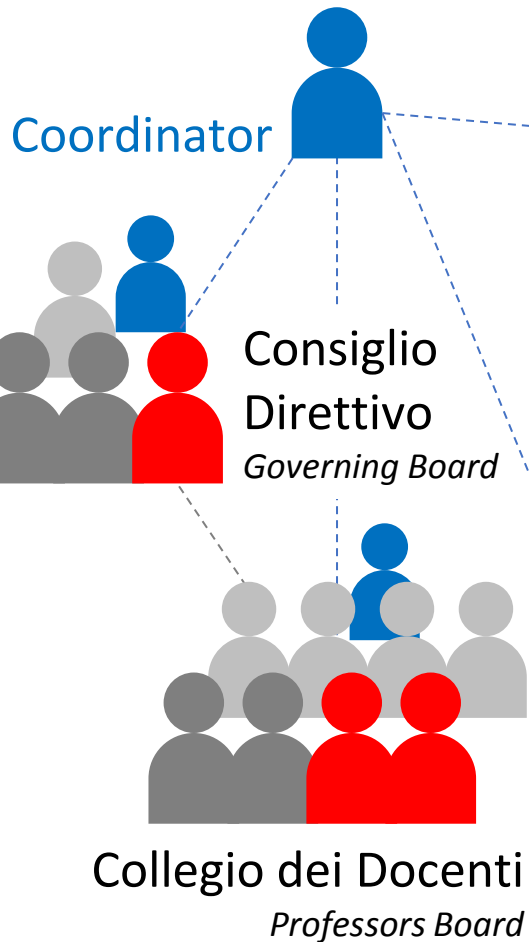 Coordinator
Consiglio
Direttivo
Governing Board
Collegio dei Docenti
Professors Board